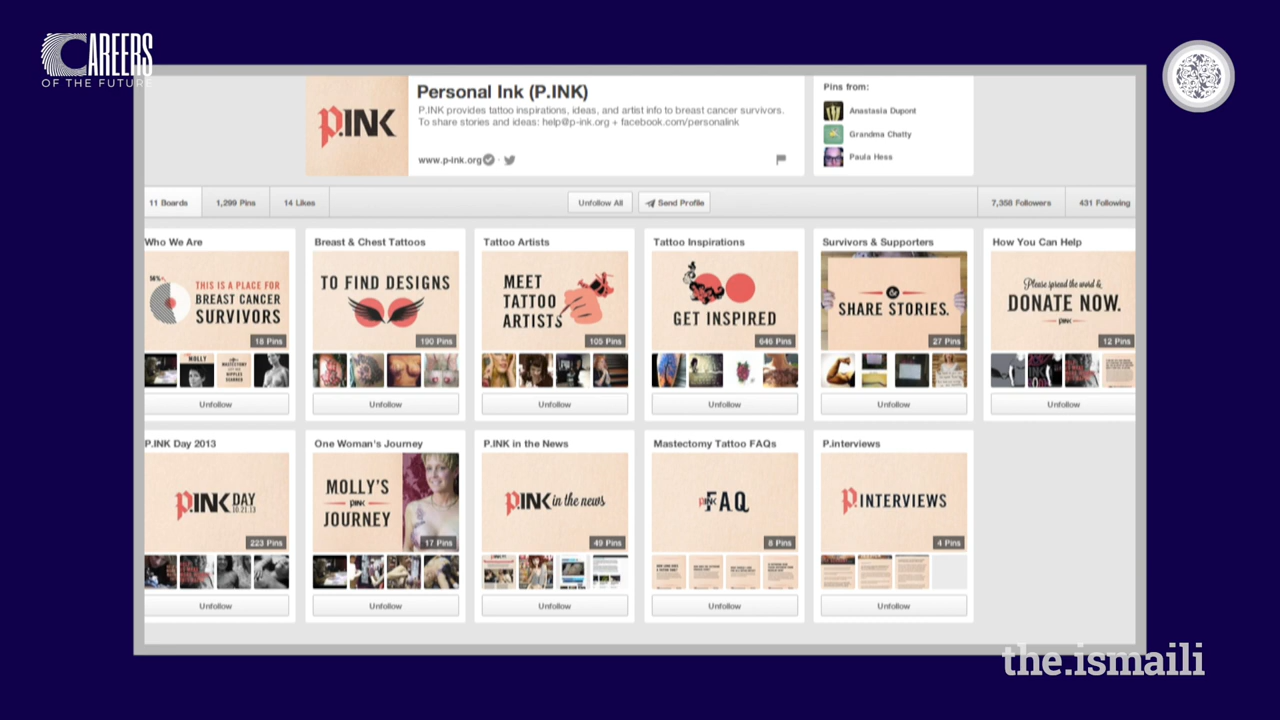 CAREERS
OF THE FUTURE
P.INK
Personal Ink (P.INK)
P.INK provides tattoo inspirations, ideas, and artist info to breast cancer survivors.
To share stories and ideas: help@p-ink.org + facebook.com/personalink
www.p-ink.org
Pins from:
Anastasia Dupont
Grandma Chatty
Paula Hess
11 Boards
1,299 Pins
14 Likes
Unfollow All
Send Profile
7,358 Followers
431 Following
Who We Are
THIS IS A PLACE FOR
BREAST CANCER
SURVIVORS
18 Pins
Unfollow
Breast & Chest Tattoos
TO FIND DESIGNS
190 Pins
Unfollow
Tattoo Artists
MEET
TATTOO
ARTISTS
105 Pins
Unfollow
Tattoo Inspirations
GET INSPIRED
646 Pins
Unfollow
Survivors & Supporters
&
SHARE STORIES.
27 Pins
Unfollow
How You Can Help
Please spread the word &
DONATE NOW.
P.INK
12 Pins
Unfollow
P.INK Day 2013
P.INK DAY
10.21.13
223 Pins
Unfollow
One Woman's Journey
MOLLY'S
P.INK
JOURNEY
17 Pins
Unfollow
P.INK in the News
P.INK in the news
49 Pins
Unfollow
Mastectomy Tattoo FAQs
P.INK FAQ
8 Pins
Unfollow
P.interviews
P.INTERVIEWS
4 Pins
Unfollow
the.ismaili